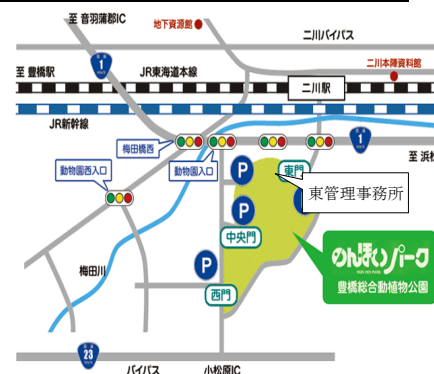 至 音羽蒲郡IC
地下資源館
二川バイパス
1
至 豊橋駅
JR東海道本線
二川本陣資料館
二川駅
JR新幹線
梅田橋西
動物園入口
1
至 浜松
動物園西入口
東門
P
東管理事務所
P
中央門
P
のんほいパーク
豊橋総合動植物公園
梅田川
西門
23
バイパス
小松原IC